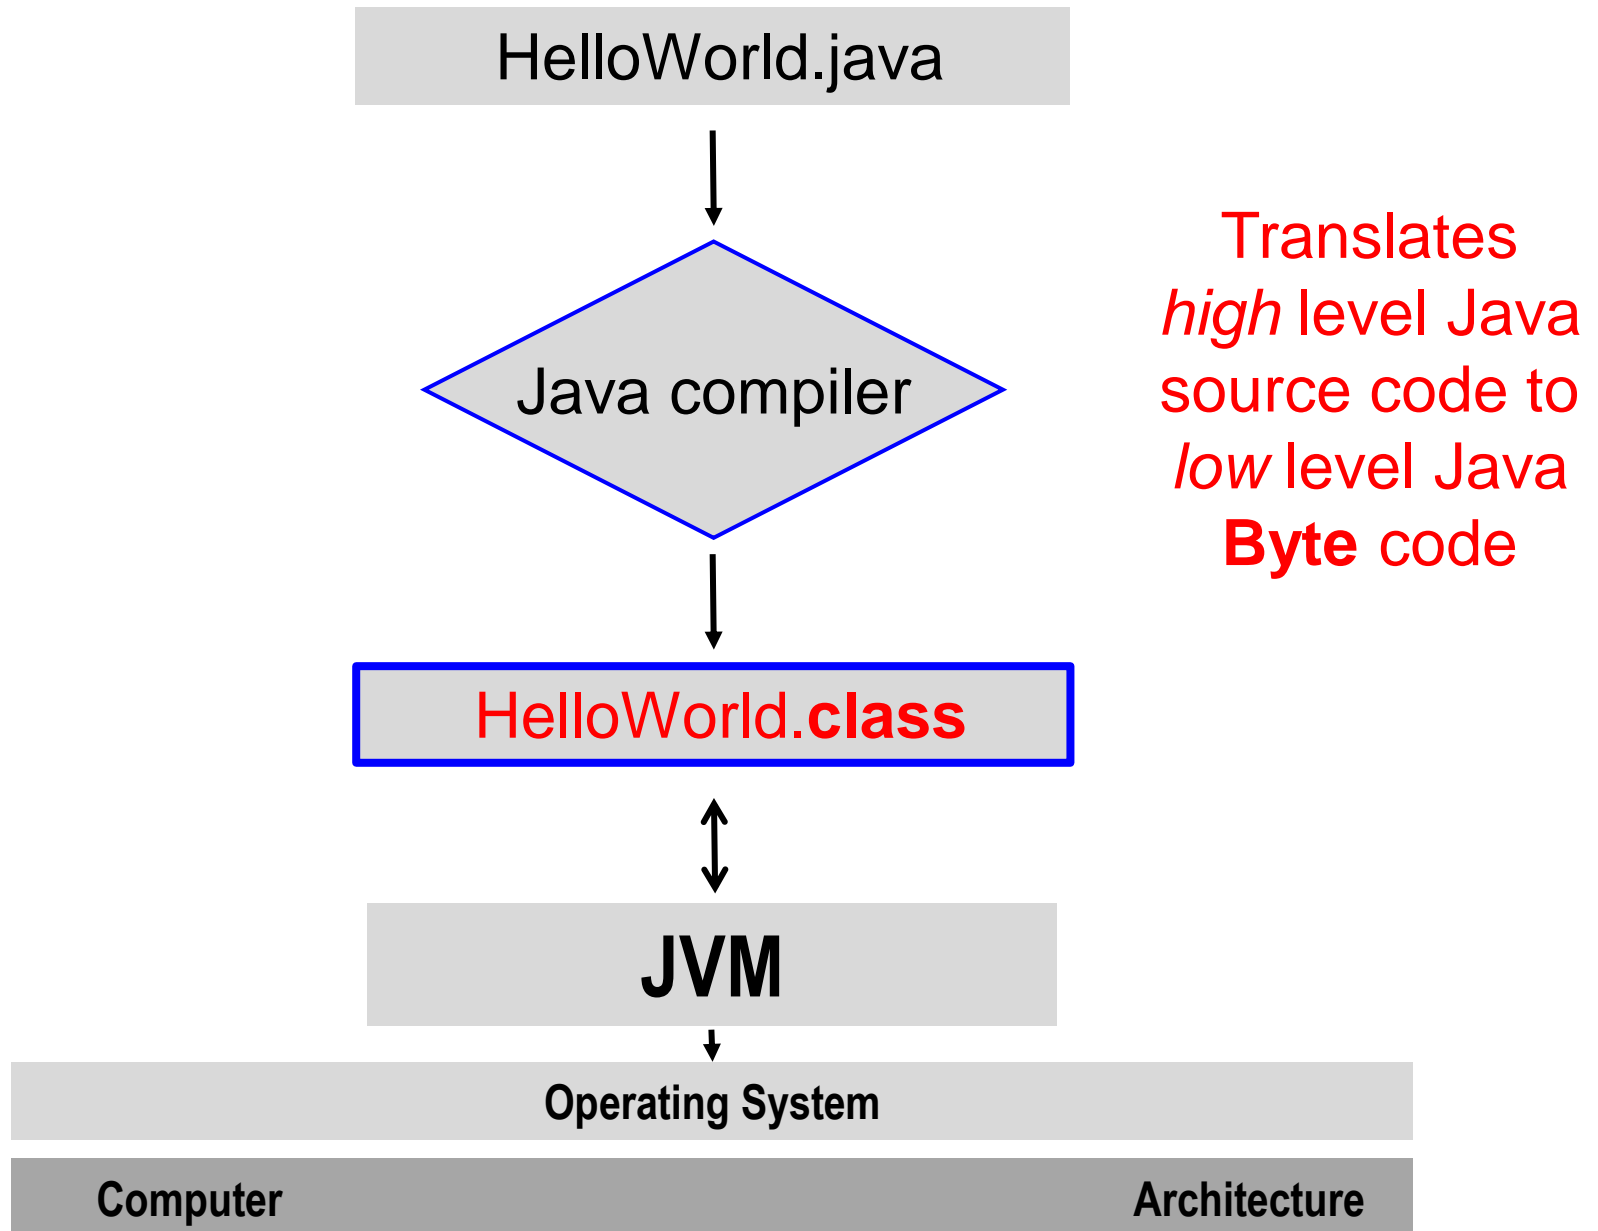 HelloWorld.java
Java compiler
Translates
high level Java
source code to
low level Java
Byte code
HelloWorld.class
JVM
Operating System
Computer Architecture